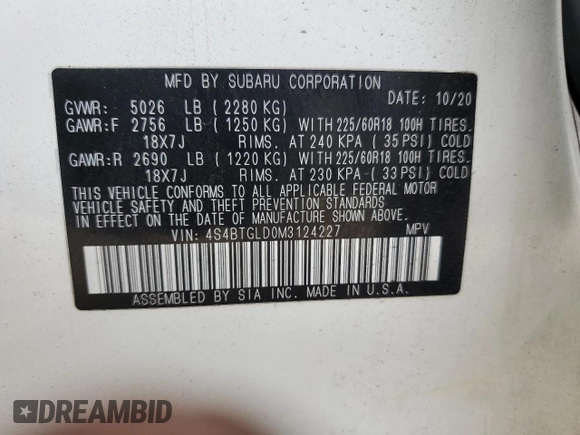 MFD BY SUBARU CORPORATION
DATE: 10/20
GVWR: 5026 LB (2280 KG)
GAWR:F 2756 LB (1250 KG) WITH 225/60R18 100H TIRES.
18X7J RIMS. AT 240 KPA (35 PSI) COLD
GAWR:R 2690 LB (1220 KG) WITH 225/60R18 100H TIRES.
18X7J RIMS. AT 230 KPA (33 PSI) COLD
THIS VEHICLE CONFORMS TO ALL APPLICABLE FEDERAL MOTOR
VEHICLE SAFETY AND THEFT PREVENTION STANDARDS
IN EFFECT ON THE DATE OF MANUFACTURE SHOWN ABOVE.
VIN: 4S4BTGLD0M3124227 MPV
ASSEMBLED BY SIA INC. MADE IN U.S.A.
DREAMBID